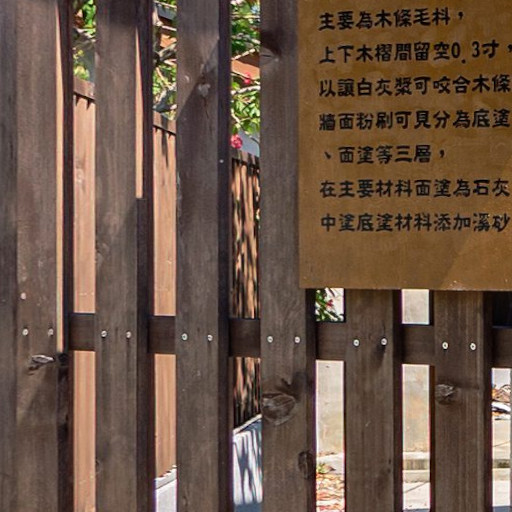 主要為木條毛料，
上下木摺間留空0.3寸，
以讓白灰漿可咬合木條
牆面粉刷可見分為底塗
、面塗等三層，
在主要材料面塗為石灰
中塗底塗材料添加溪砂